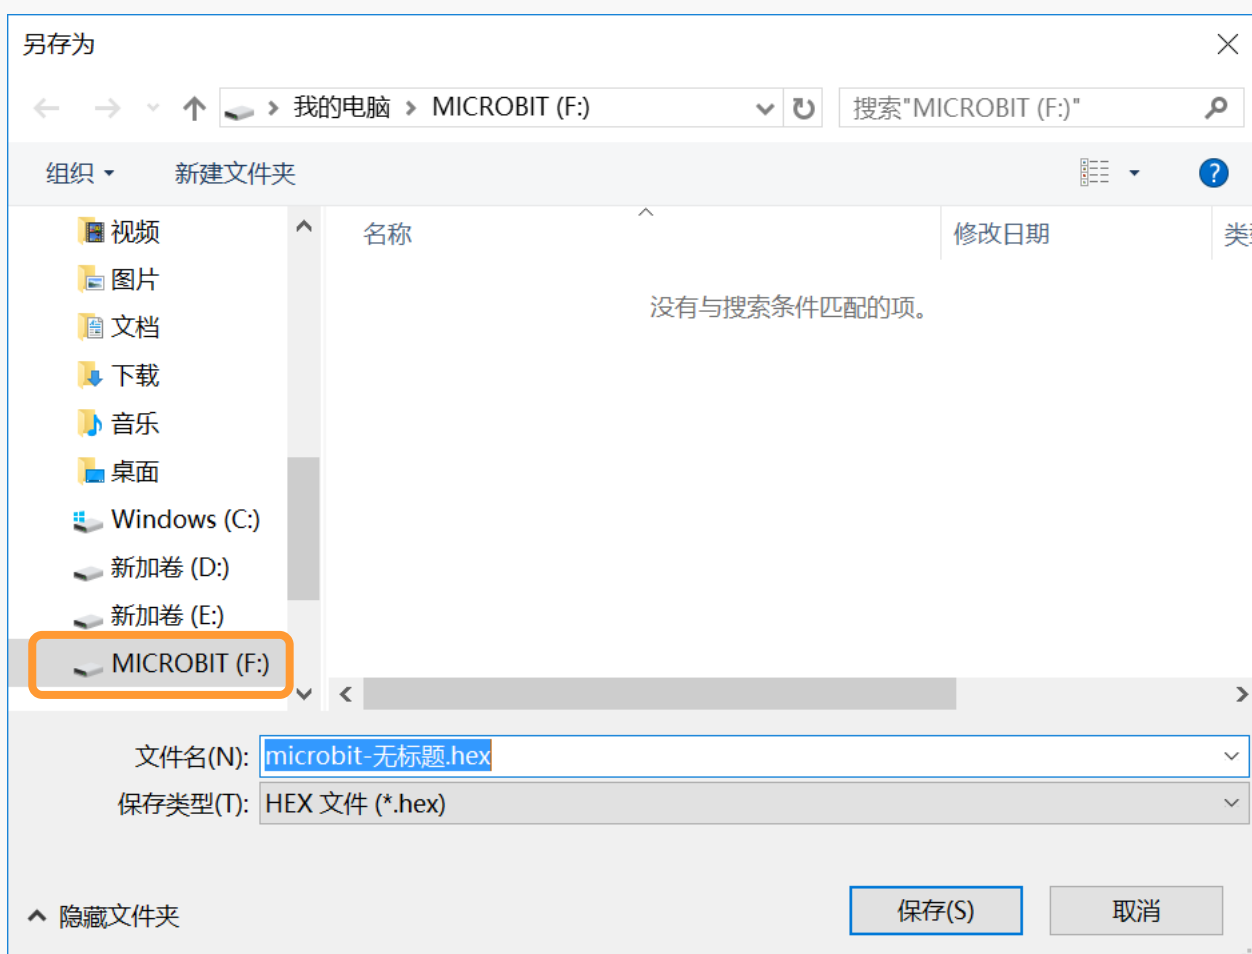 另存为
我的电脑 > MICROBIT (F:)
搜索"MICROBIT (F:)"
组织
新建文件夹
?
视频
图片
文档
下载
音乐
桌面
Windows (C:)
新加卷 (D:)
新加卷 (E:)
MICROBIT (F:)
名称
修改日期
类
没有与搜索条件匹配的项。
文件名(N): microbit-无标题.hex
保存类型(T): HEX 文件 (*.hex)
隐藏文件夹
保存(S)
取消